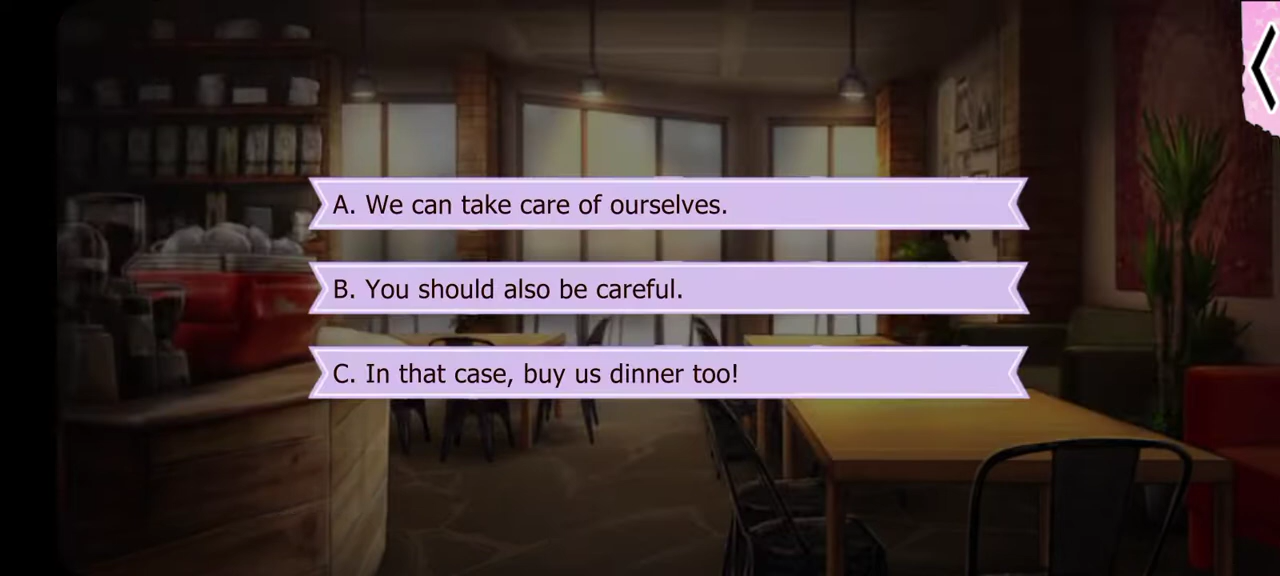 A. We can take care of ourselves.
B. You should also be careful.
C. In that case, buy us dinner too!